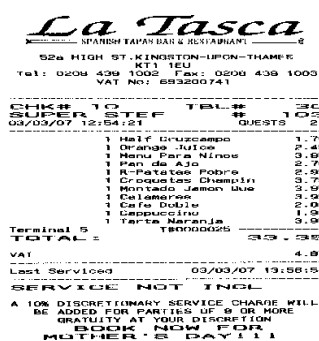 La Tasca
SPANISH TAPAS BAR & RESTAURANT
52a HIGH ST.KINGSTON-UPON-THAMES
KT1 1EU
Tel: 0208 439 1002 Fax: 0208 439 1003
VAT No: 693200741
CHK# 10 TBL# 30
SUPER STEF # 103
03/03/07 12:54:21 GUESTS 2
1 Half Cruzcampo 1.7
1 Orange Juice 2.4
1 Menu Para Ninos 3.9
1 Pan de Ajo 2.7
1 R-Patatas Pobre 2.9
1 Croquetas Champin 3.7
1 Montado Jamon Que 3.9
1 Calamares 3.9
1 Cafe Doble 2.0
1 Cappuccino 1.9
1 Tarta Naranja 3.9
Terminal 5 T#0000025
TOTAL: 33.35
VAT 4.9
Last Serviced 03/03/07 13:56:5
SERVICE NOT INCL
A 10% DISCRETIONARY SERVICE CHARGE WILL
BE ADDED FOR PARTIES OF 8 OR MORE
GRATUITY AT YOUR DISCRETION
BOOK NOW FOR
MOTHER'S DAY!!!